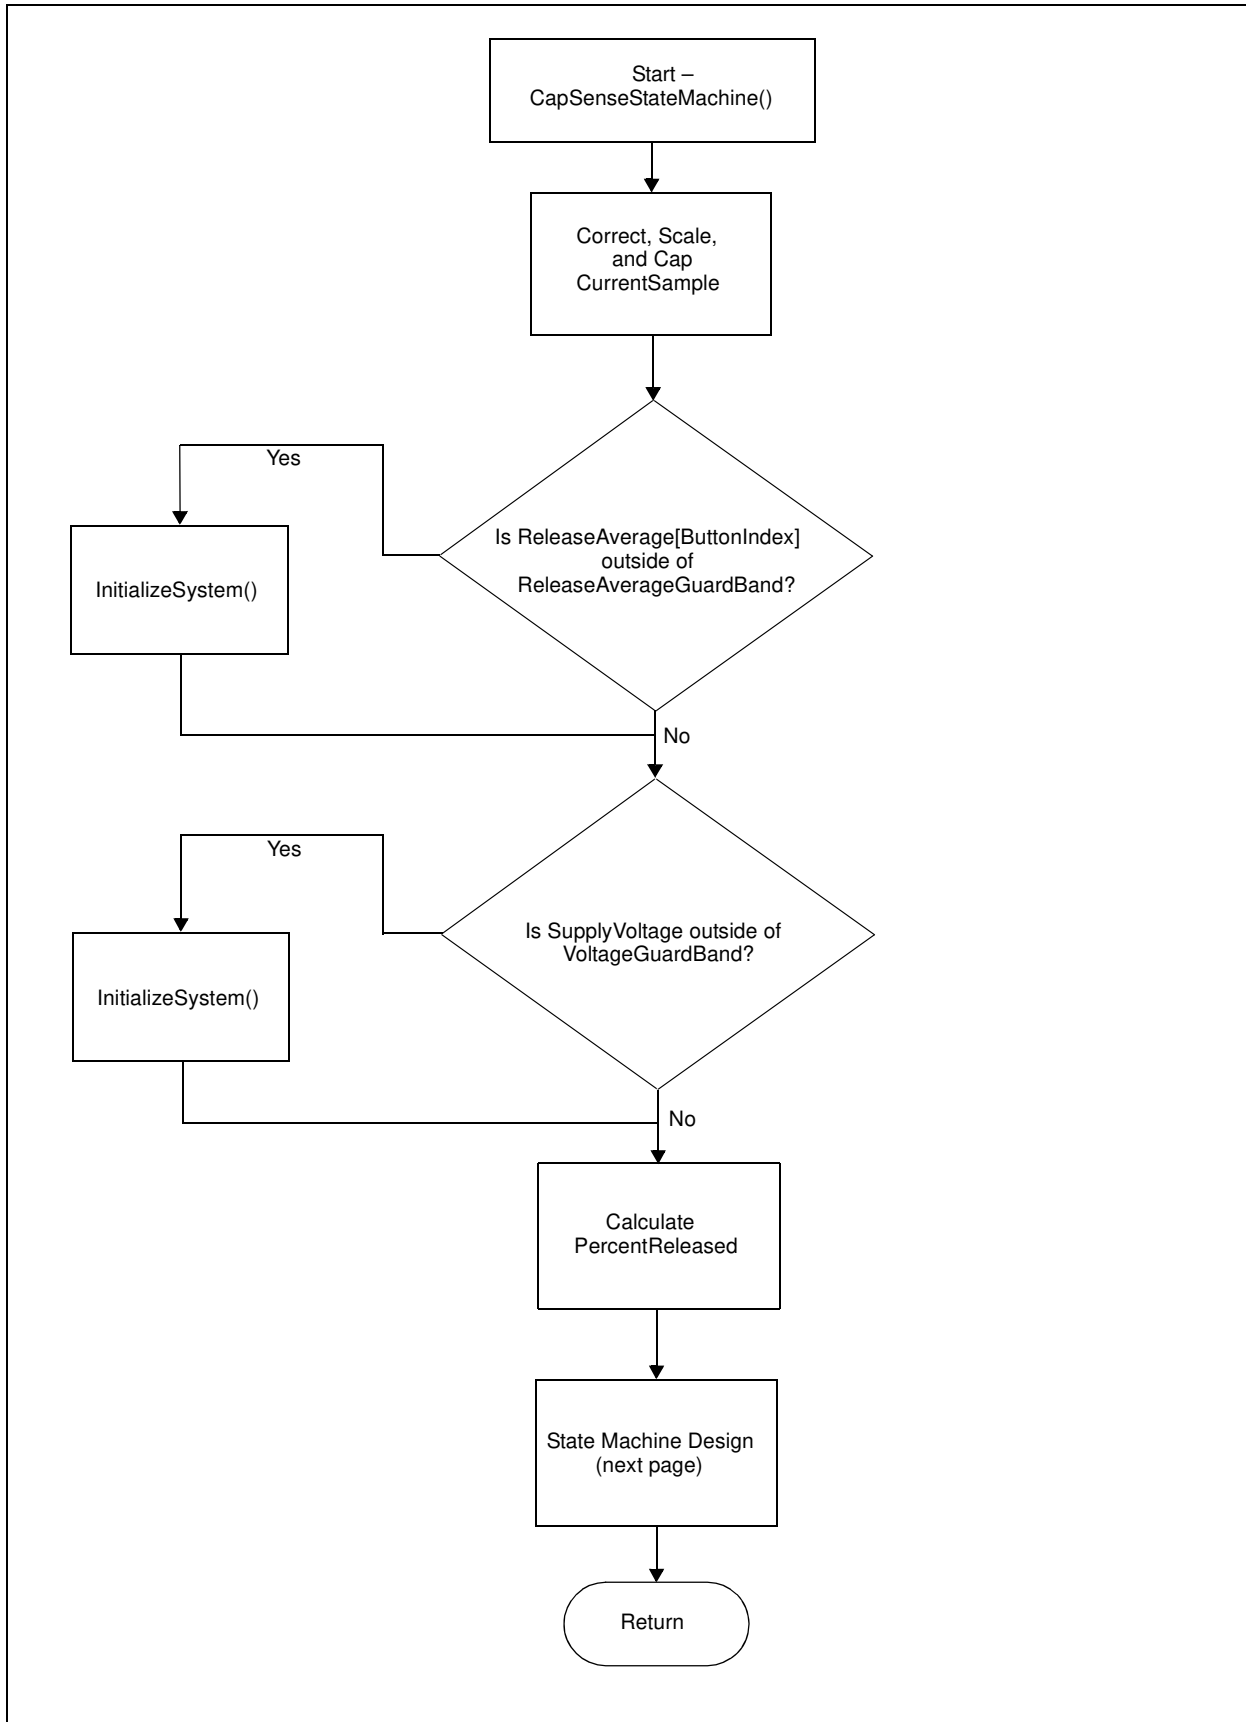 Start –
CapSenseStateMachine()
Correct, Scale,
and Cap
CurrentSample
Yes
Is ReleaseAverage[ButtonIndex]
outside of
ReleaseAverageGuardBand?
InitializeSystem()
No
Yes
Is SupplyVoltage outside of
VoltageGuardBand?
InitializeSystem()
No
Calculate
PercentReleased
State Machine Design
(next page)
Return